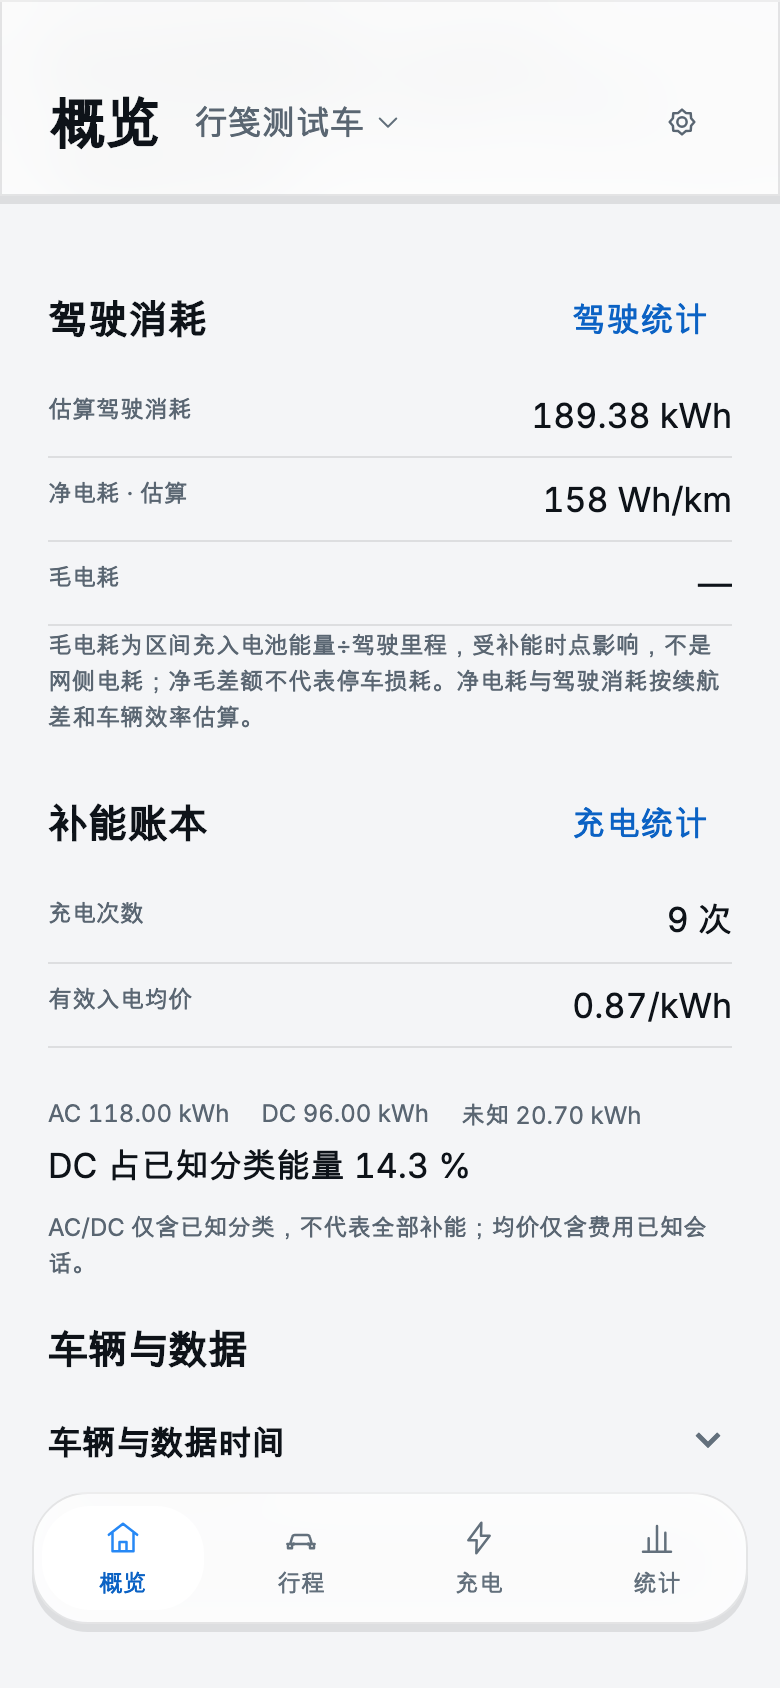 概览 行笺测试车
驾驶消耗 驾驶统计
估算驾驶消耗 189.38 kWh
净电耗 · 估算 158 Wh/km
毛电耗 —
毛电耗为区间充入电池能量÷驾驶里程，受补能时点影响，不是
网侧电耗；净毛差额不代表停车损耗。净电耗与驾驶消耗按续航
差和车辆效率估算。
补能账本 充电统计
充电次数 9 次
有效入电均价 0.87/kWh
AC 118.00 kWh DC 96.00 kWh 未知 20.70 kWh
DC 占已知分类能量 14.3 %
AC/DC 仅含已知分类，不代表全部补能；均价仅含费用已知会
话。
车辆与数据
车辆与数据时间
概览 行程 充电 统计